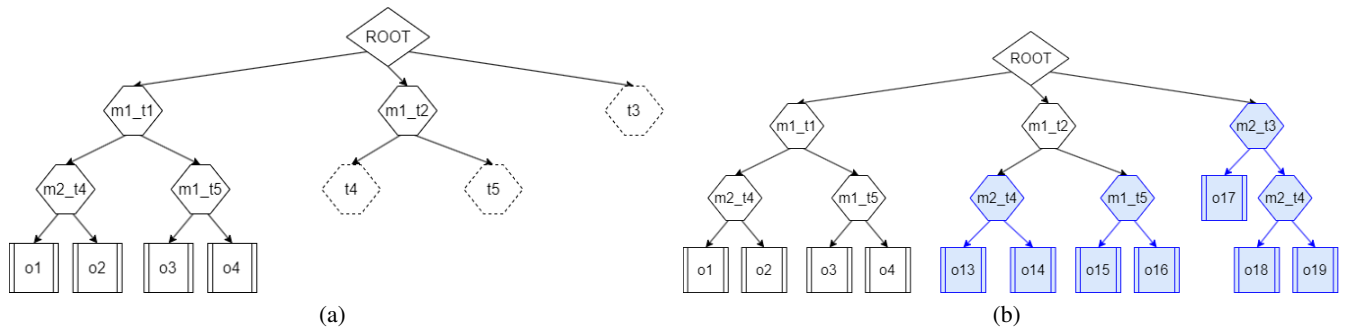 ROOT
m1_t1
m1_t2
t3
m2_t4
m1_t5
t4
t5
o1
o2
o3
o4
(a)
ROOT
m1_t1
m1_t2
m2_t3
m2_t4
m1_t5
m2_t4
m1_t5
o17
m2_t4
o1
o2
o3
o4
o13
o14
o15
o16
o18
o19
(b)